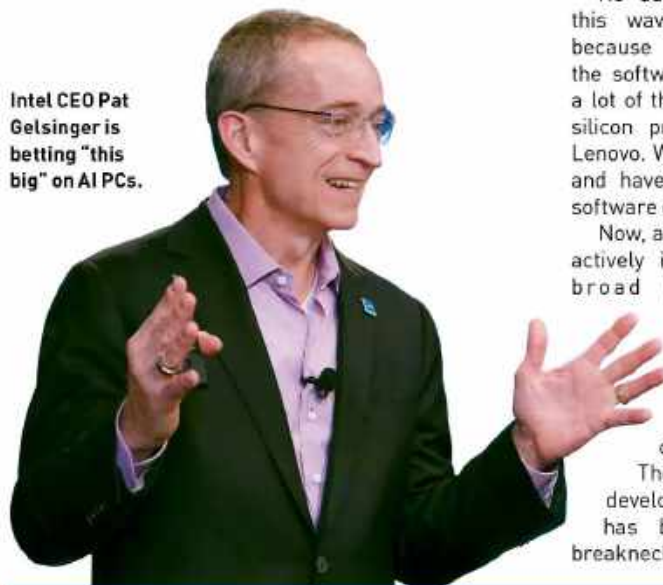 Intel CEO Pat
Gelsinger is
betting "this
big" on AI PCs.
this wav
because
the softw
a lot of th
silicon p
Lenovo. W
and have
software
Now, a
actively i
broad
Th
develo
has b
breakneck